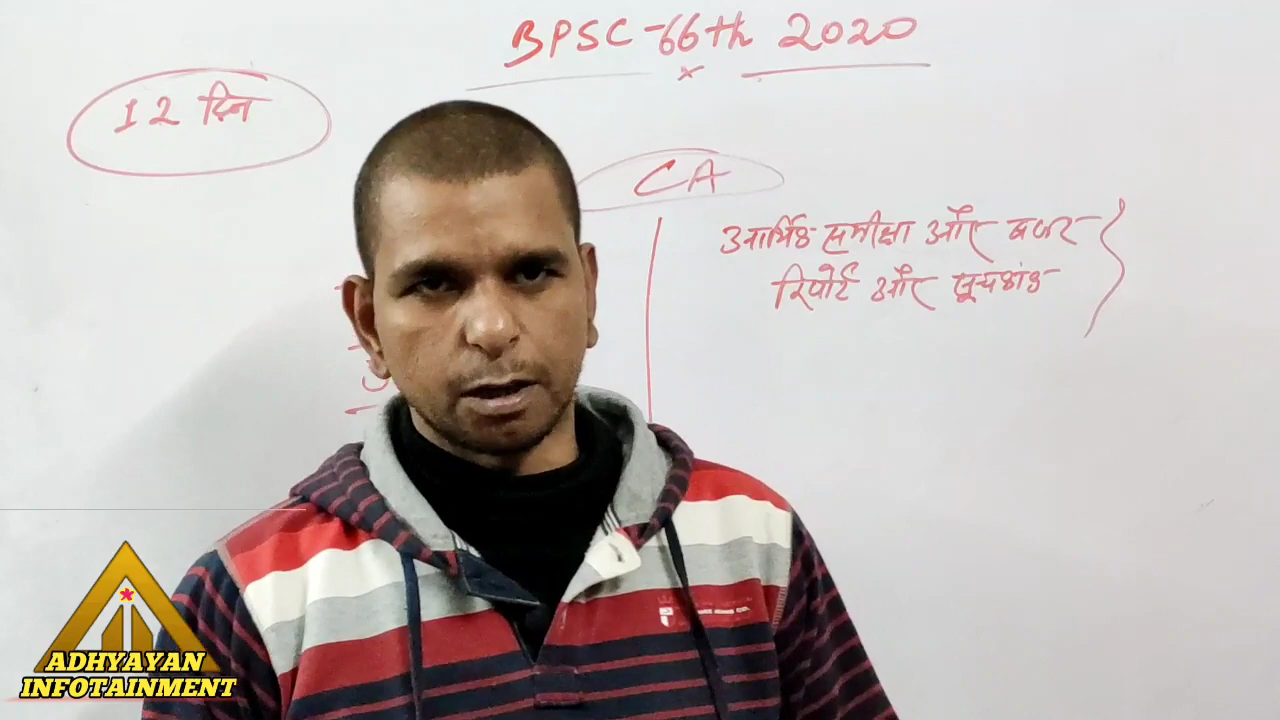 BPSC-66th 2020
12 दिन
CA
आर्थिक समीक्षा और बजट
रिपोर्ट और सूचकांक
ADHYAYAN
INFOTAINMENT